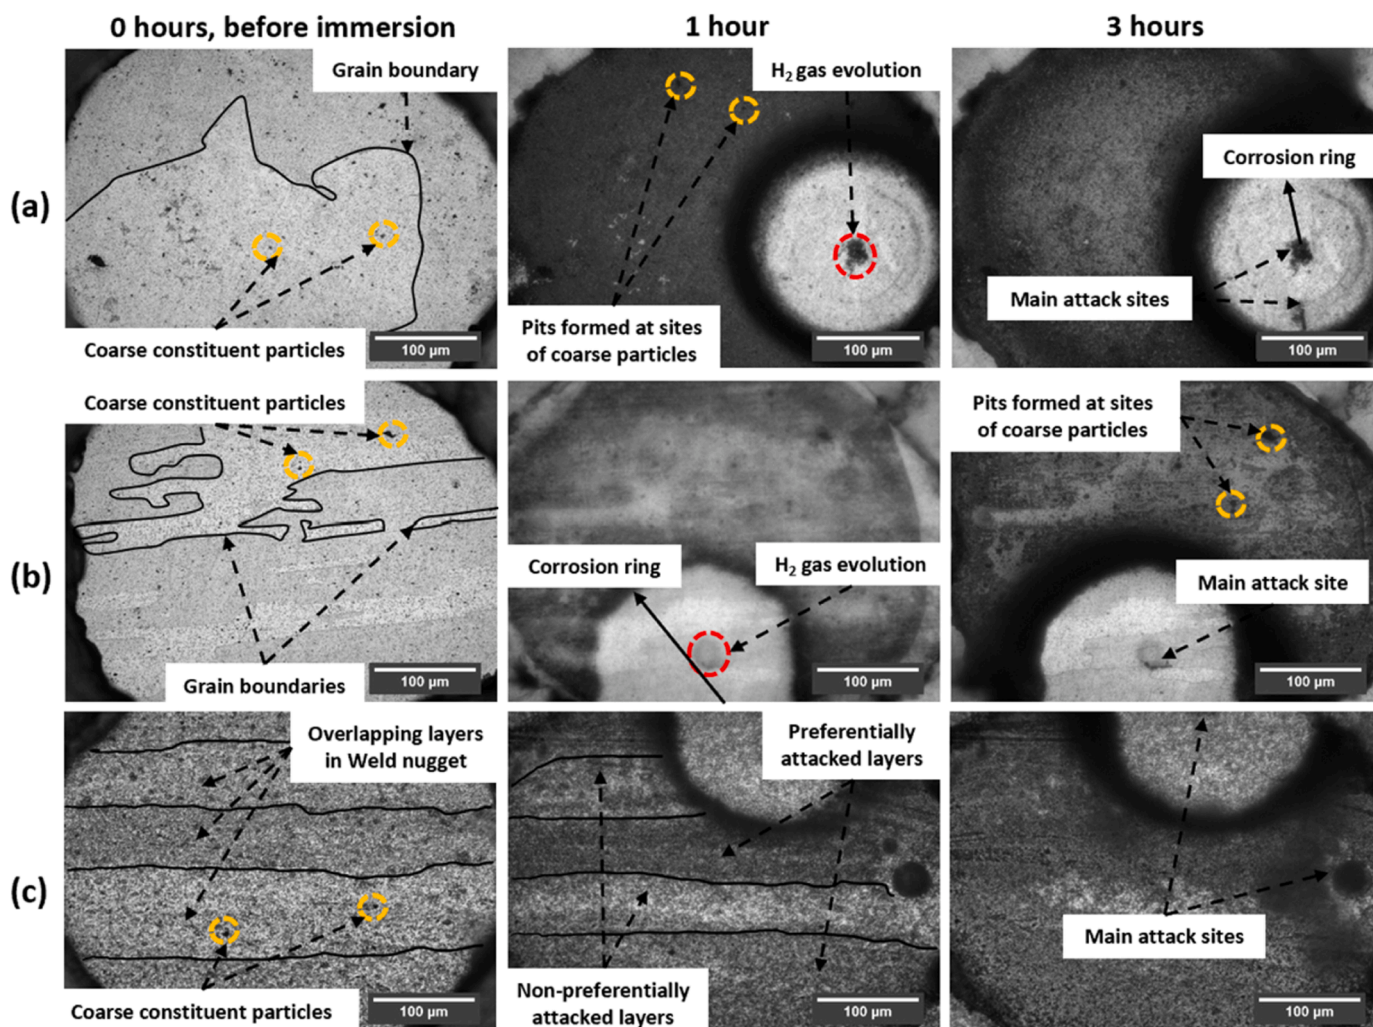 0 hours, before immersion
1 hour
3 hours
(a)
Grain boundary
Coarse constituent particles
100 µm
H₂ gas evolution
Pits formed at sites
of coarse particles
100 µm
Corrosion ring
Main attack sites
100 µm
(b)
Coarse constituent particles
Grain boundaries
100 µm
Corrosion ring
H₂ gas evolution
100 µm
Pits formed at sites
of coarse particles
Main attack site
100 µm
(c)
Overlapping layers
in Weld nugget
Coarse constituent particles
100 µm
Preferentially
attacked layers
Non-preferentially
attacked layers
100 µm
Main attack sites
100 µm